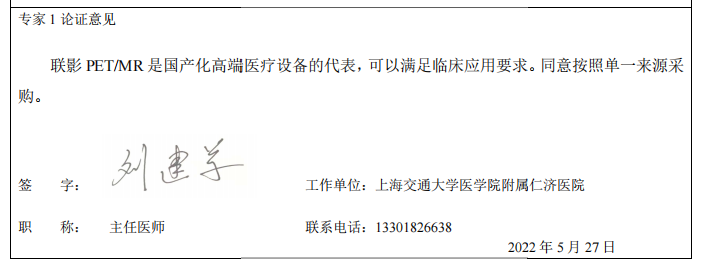 专家 1 论证意见
联影 PET/MR 是国产化高端医疗设备的代表，可以满足临床应用要求。同意按照单一来源采
购。
签 字： 刘建军 工作单位：上海交通大学医学院附属仁济医院
职 称： 主任医师 联系电话：13301826638
2022 年 5 月 27 日